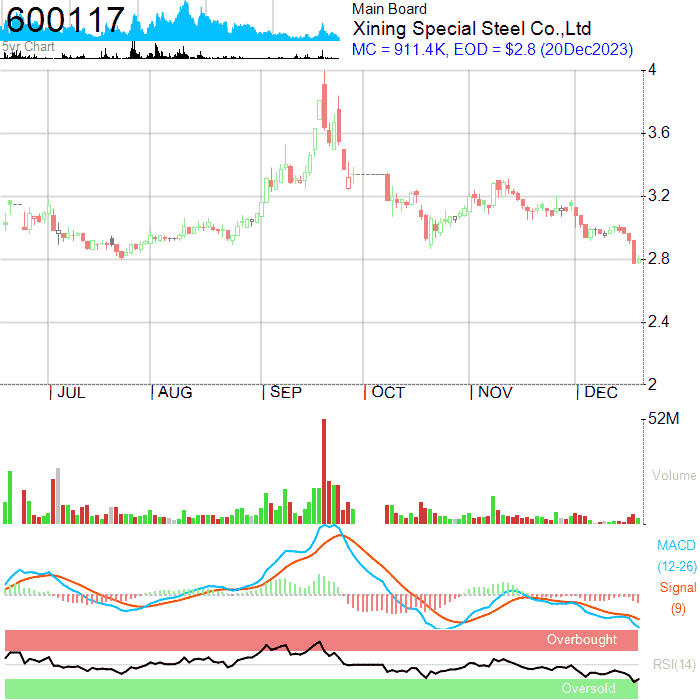 600117
5yr Chart
Main Board
Xining Special Steel Co.,Ltd
MC = 911.4K, EOD = $2.8 (20Dec2023)
4
3.6
3.2
2.8
2.4
2
JUL AUG SEP OCT NOV DEC
52M
Volume
MACD
(12-26)
Signal
(9)
Overbought
RSI(14)
Oversold